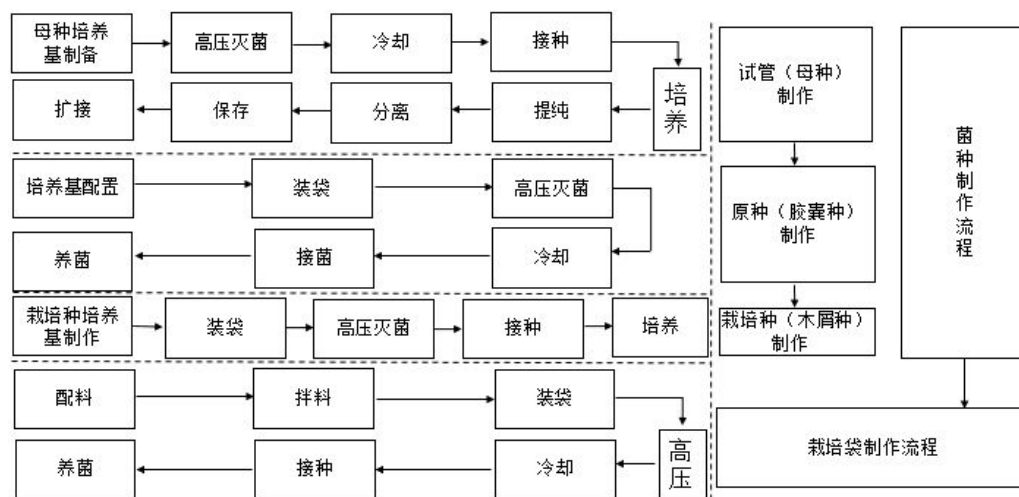 母种培养
基制备
高压灭菌
冷却
接种
培养
提纯
分离
保存
扩接
试管（母种）
制作
菌种制作流程
培养基配置
装袋
高压灭菌
冷却
接菌
养菌
原种（胶囊种）
制作
栽培种培养
基制作
装袋
高压灭菌
接种
培养
栽培种（木屑种）
制作
配料
拌料
装袋
高压
冷却
接种
养菌
栽培袋制作流程